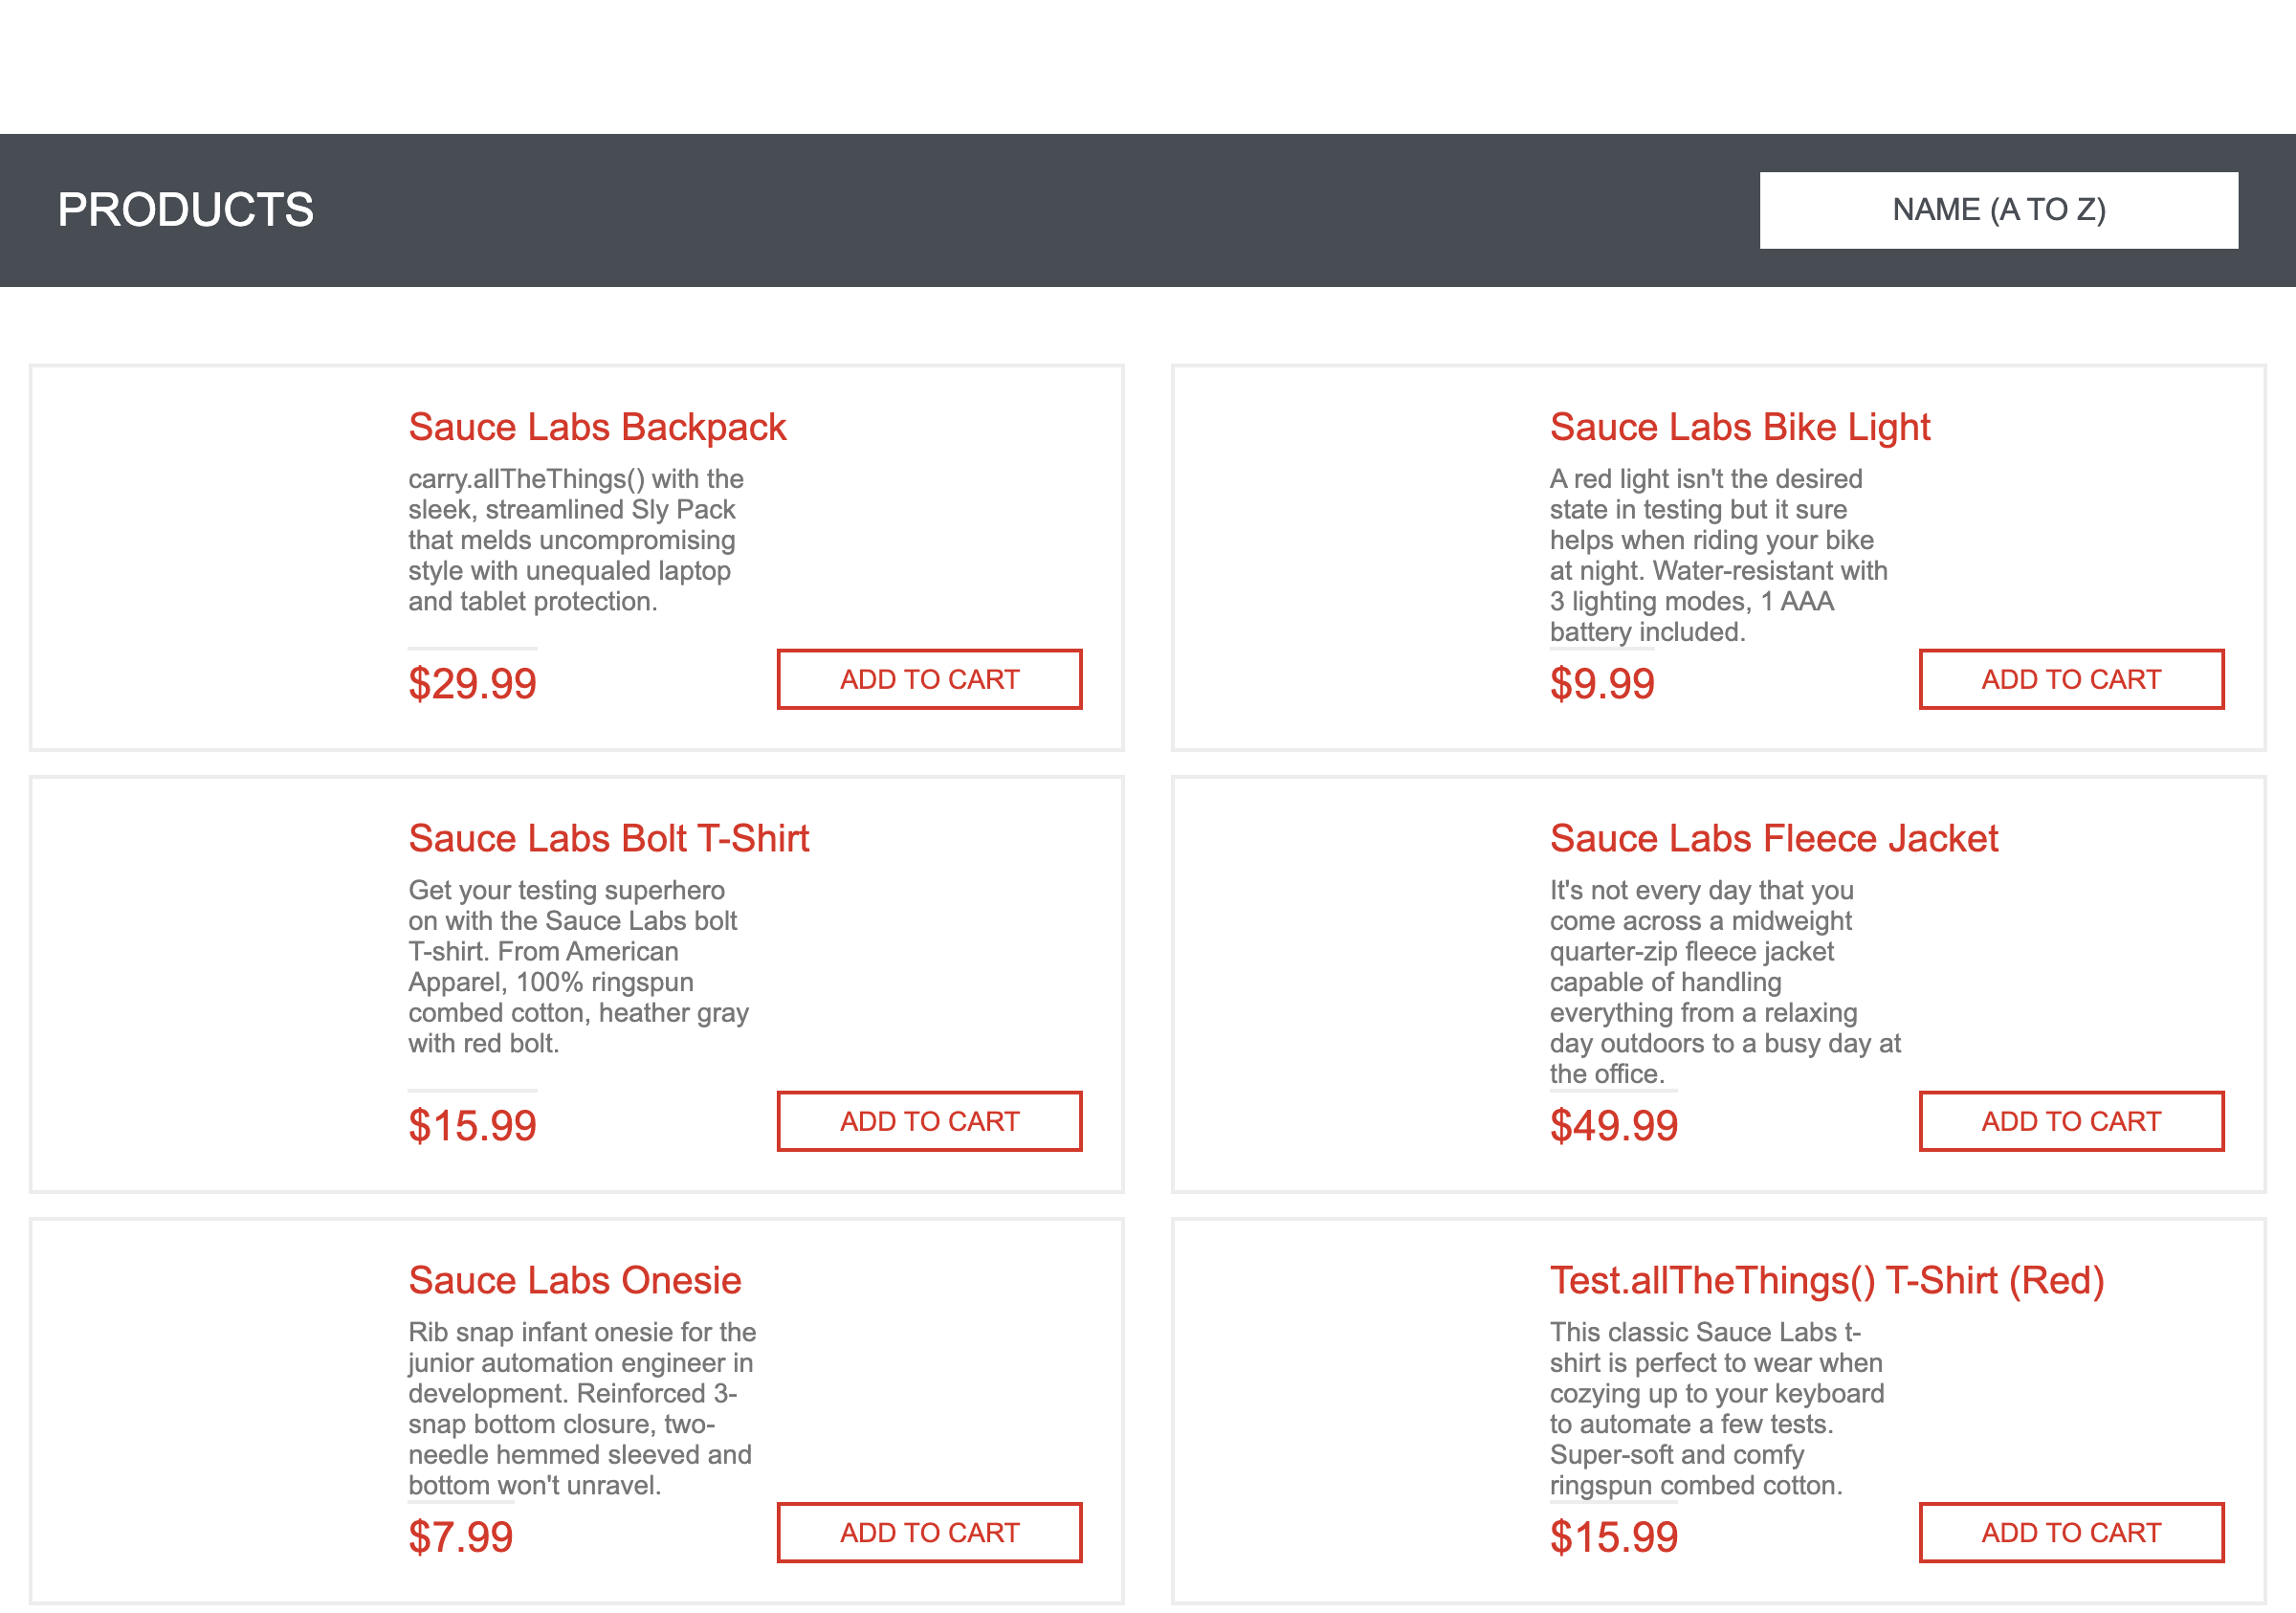 PRODUCTS
NAME (A TO Z)
Sauce Labs Backpack
carry.allTheThings() with the
sleek, streamlined Sly Pack
that melds uncompromising
style with unequaled laptop
and tablet protection.
$29.99
ADD TO CART
Sauce Labs Bike Light
A red light isn't the desired
state in testing but it sure
helps when riding your bike
at night. Water-resistant with
3 lighting modes, 1 AAA
battery included.
$9.99
ADD TO CART
Sauce Labs Bolt T-Shirt
Get your testing superhero
on with the Sauce Labs bolt
T-shirt. From American
Apparel, 100% ringspun
combed cotton, heather gray
with red bolt.
$15.99
ADD TO CART
Sauce Labs Fleece Jacket
It's not every day that you
come across a midweight
quarter-zip fleece jacket
capable of handling
everything from a relaxing
day outdoors to a busy day at
the office.
$49.99
ADD TO CART
Sauce Labs Onesie
Rib snap infant onesie for the
junior automation engineer in
development. Reinforced 3-
snap bottom closure, two-
needle hemmed sleeved and
bottom won't unravel.
$7.99
ADD TO CART
Test.allTheThings() T-Shirt (Red)
This classic Sauce Labs t-
shirt is perfect to wear when
cozying up to your keyboard
to automate a few tests.
Super-soft and comfy
ringspun combed cotton.
$15.99
ADD TO CART